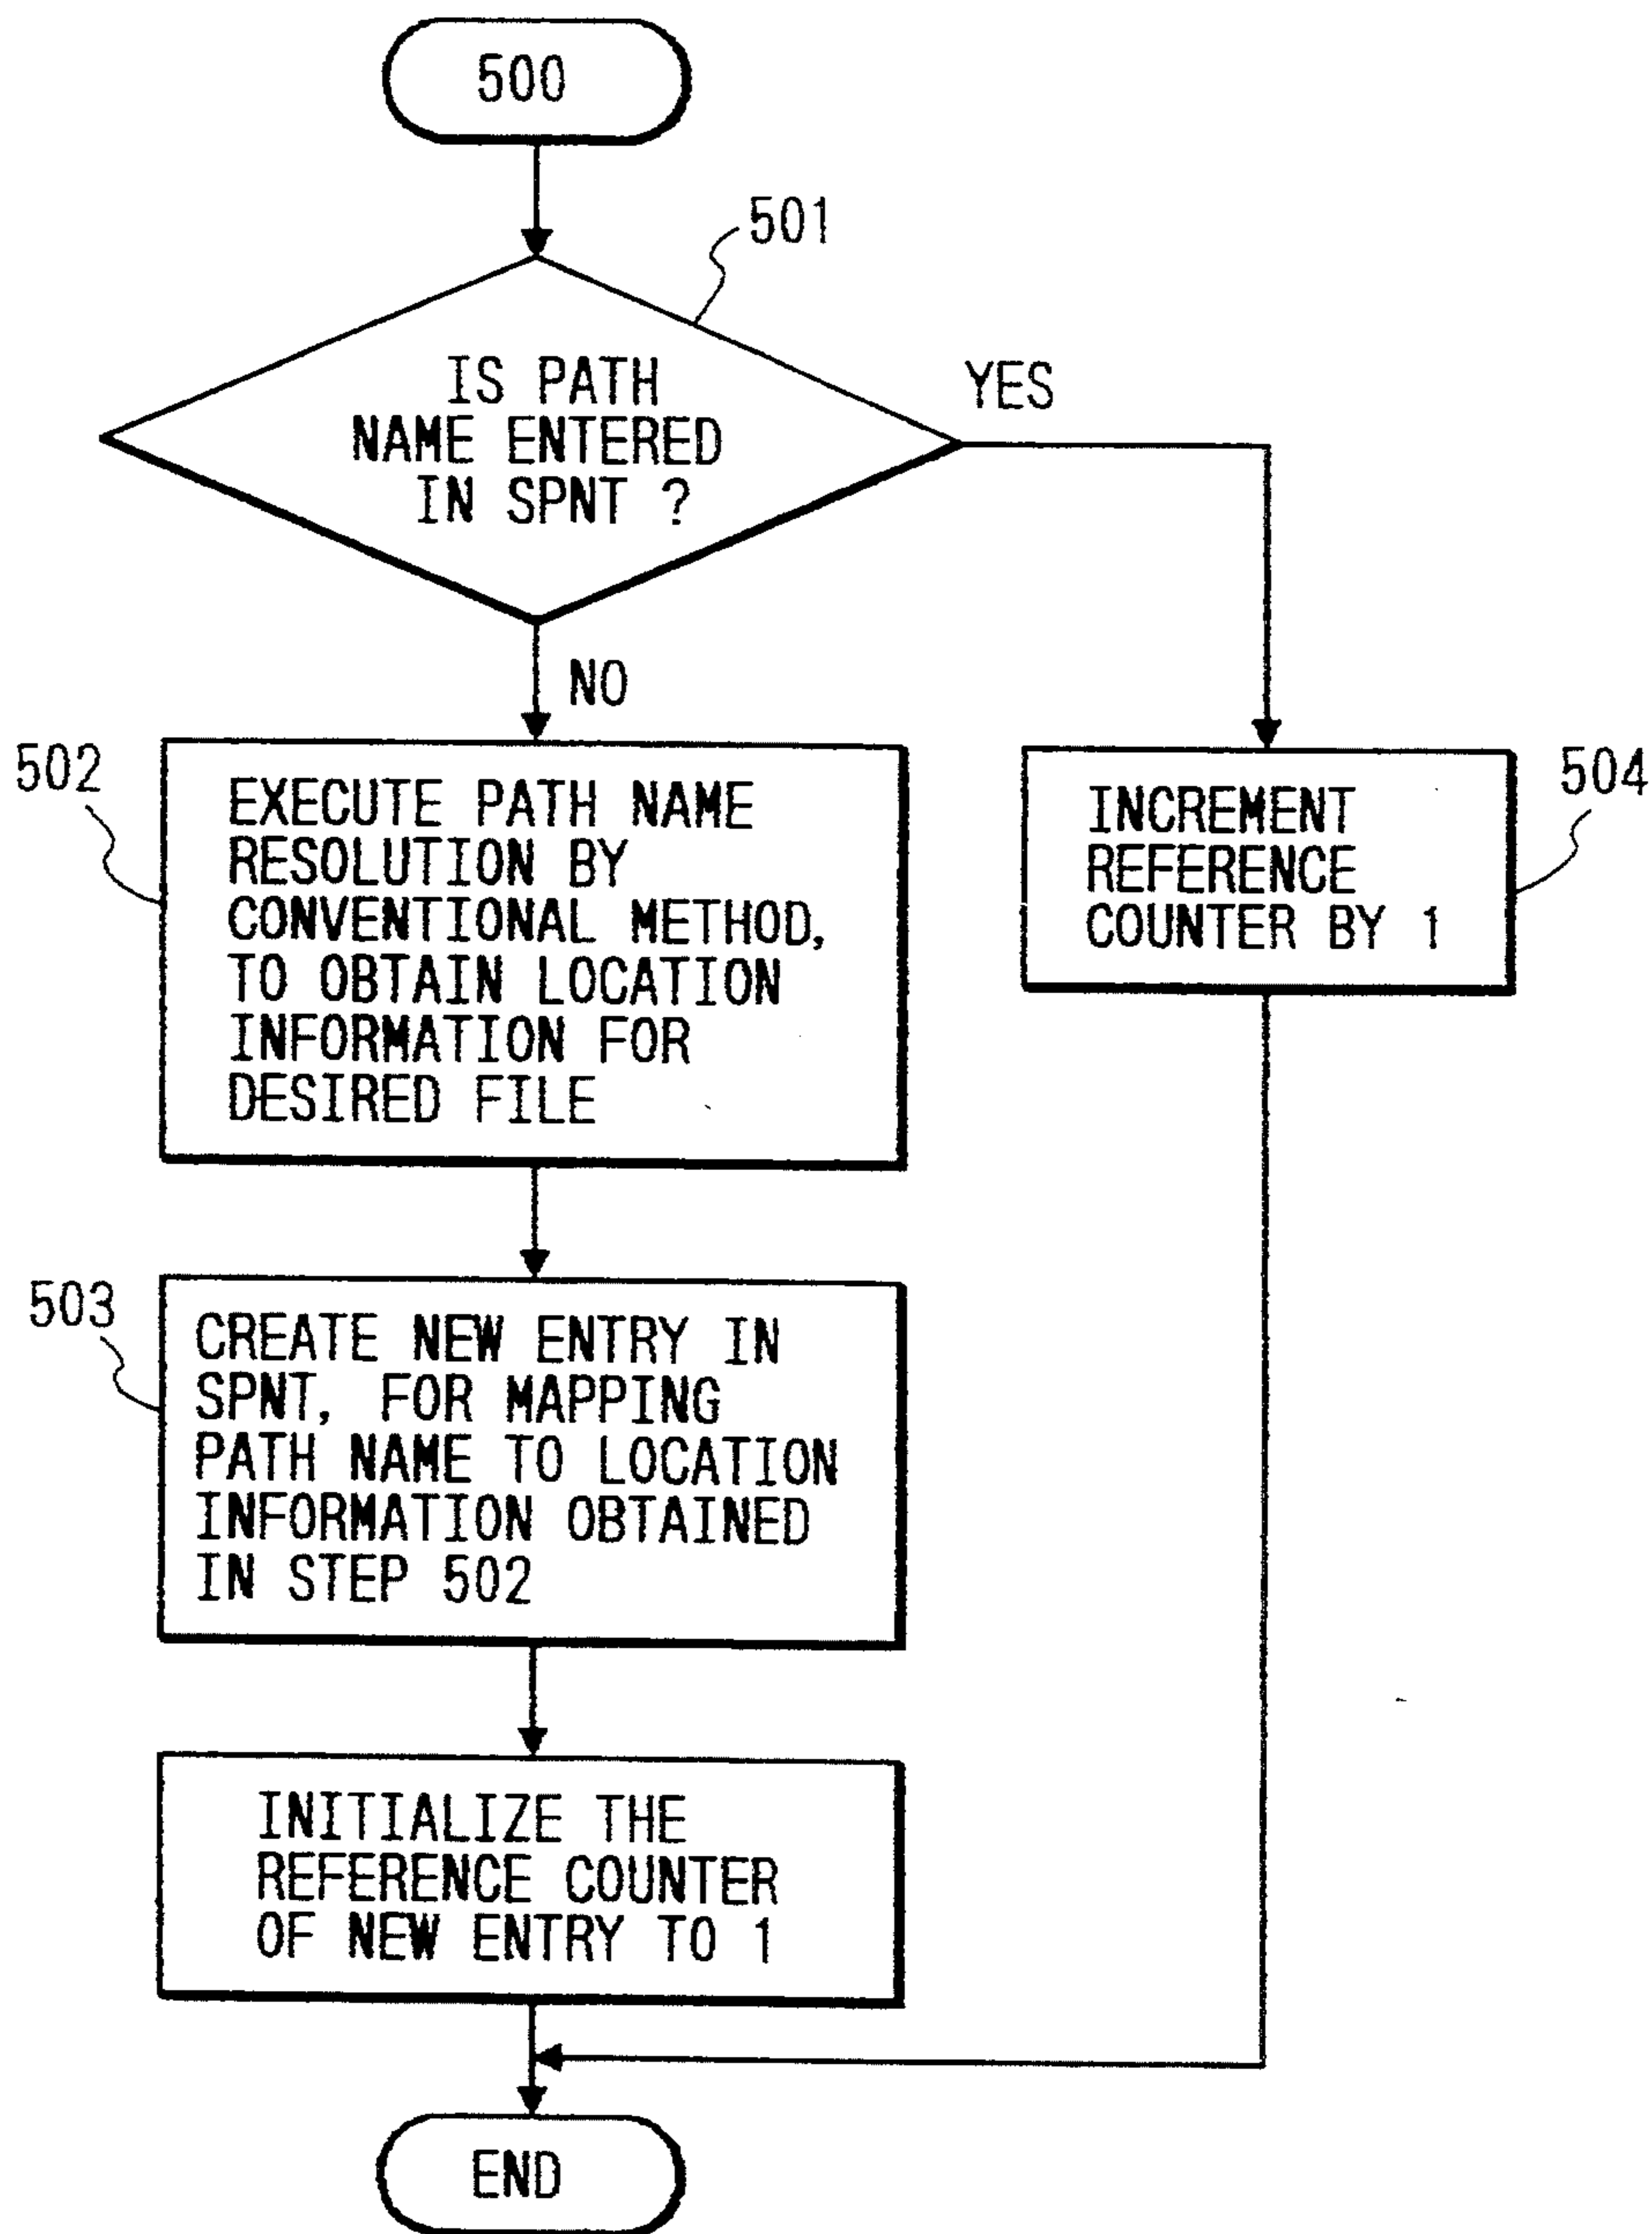 500
501
IS PATH
NAME ENTERED
IN SPNT ?
YES
NO
502
EXECUTE PATH NAME
RESOLUTION BY
CONVENTIONAL METHOD,
TO OBTAIN LOCATION
INFORMATION FOR
DESIRED FILE
504
INCREMENT
REFERENCE
COUNTER BY 1
503
CREATE NEW ENTRY IN
SPNT, FOR MAPPING
PATH NAME TO LOCATION
INFORMATION OBTAINED
IN STEP 502
INITIALIZE THE
REFERENCE COUNTER
OF NEW ENTRY TO 1
END